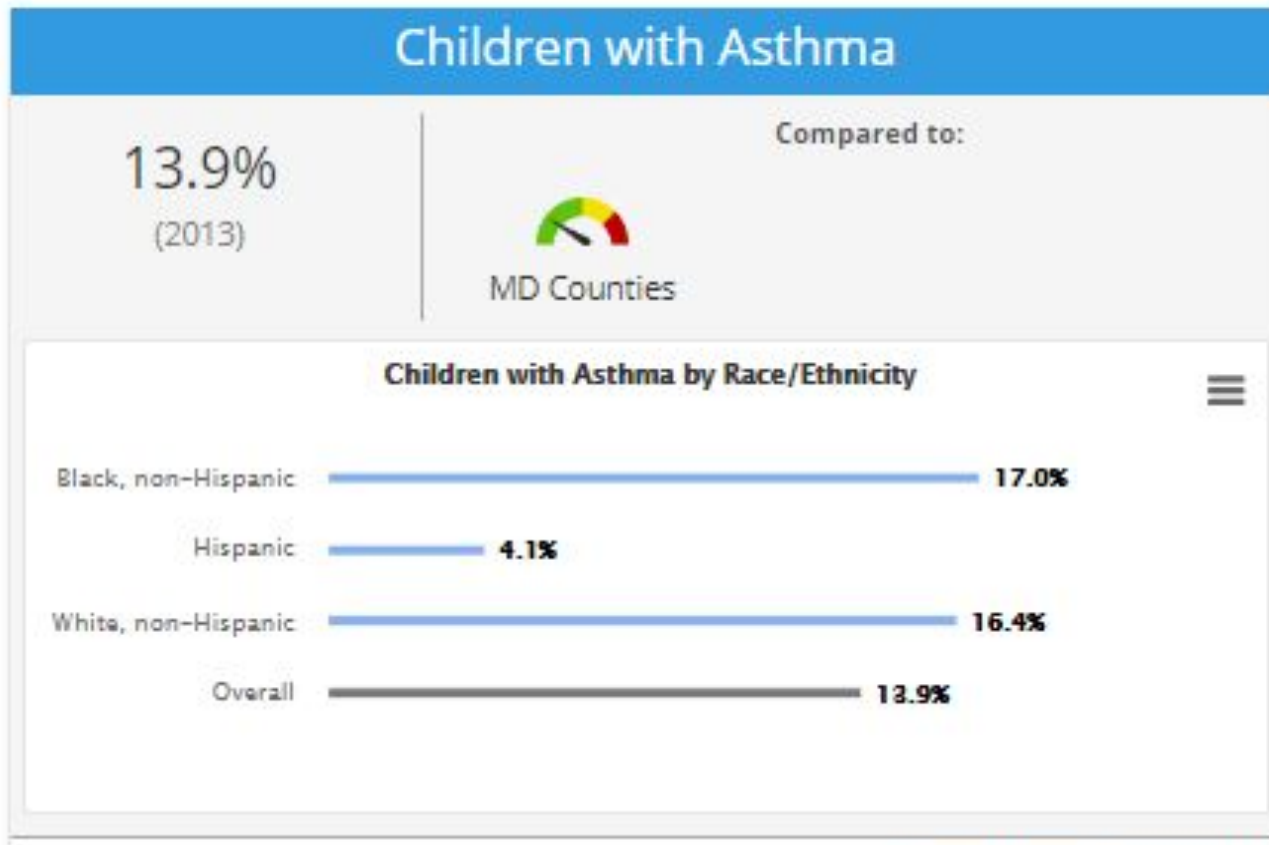 Children with Asthma
13.9%
(2013)
Compared to:
MD Counties
Children with Asthma by Race/Ethnicity
Black, non-Hispanic 17.0%
Hispanic 4.1%
White, non-Hispanic 16.4%
Overall 13.9%